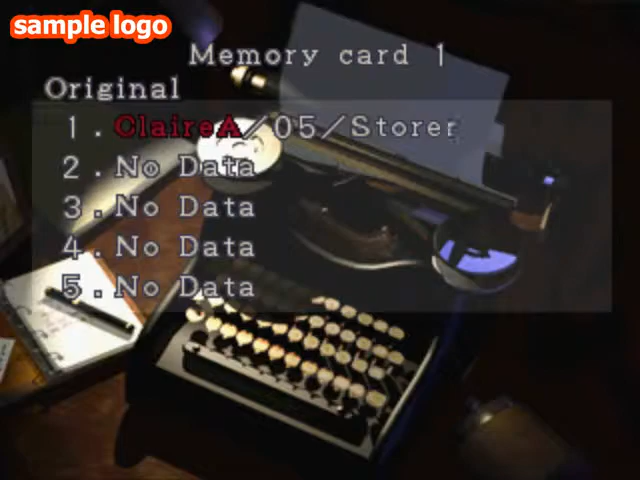 sample logo
Memory card 1
Original
1. ClaireA/05/Storer
2. No Data
3. No Data
4. No Data
5. No Data